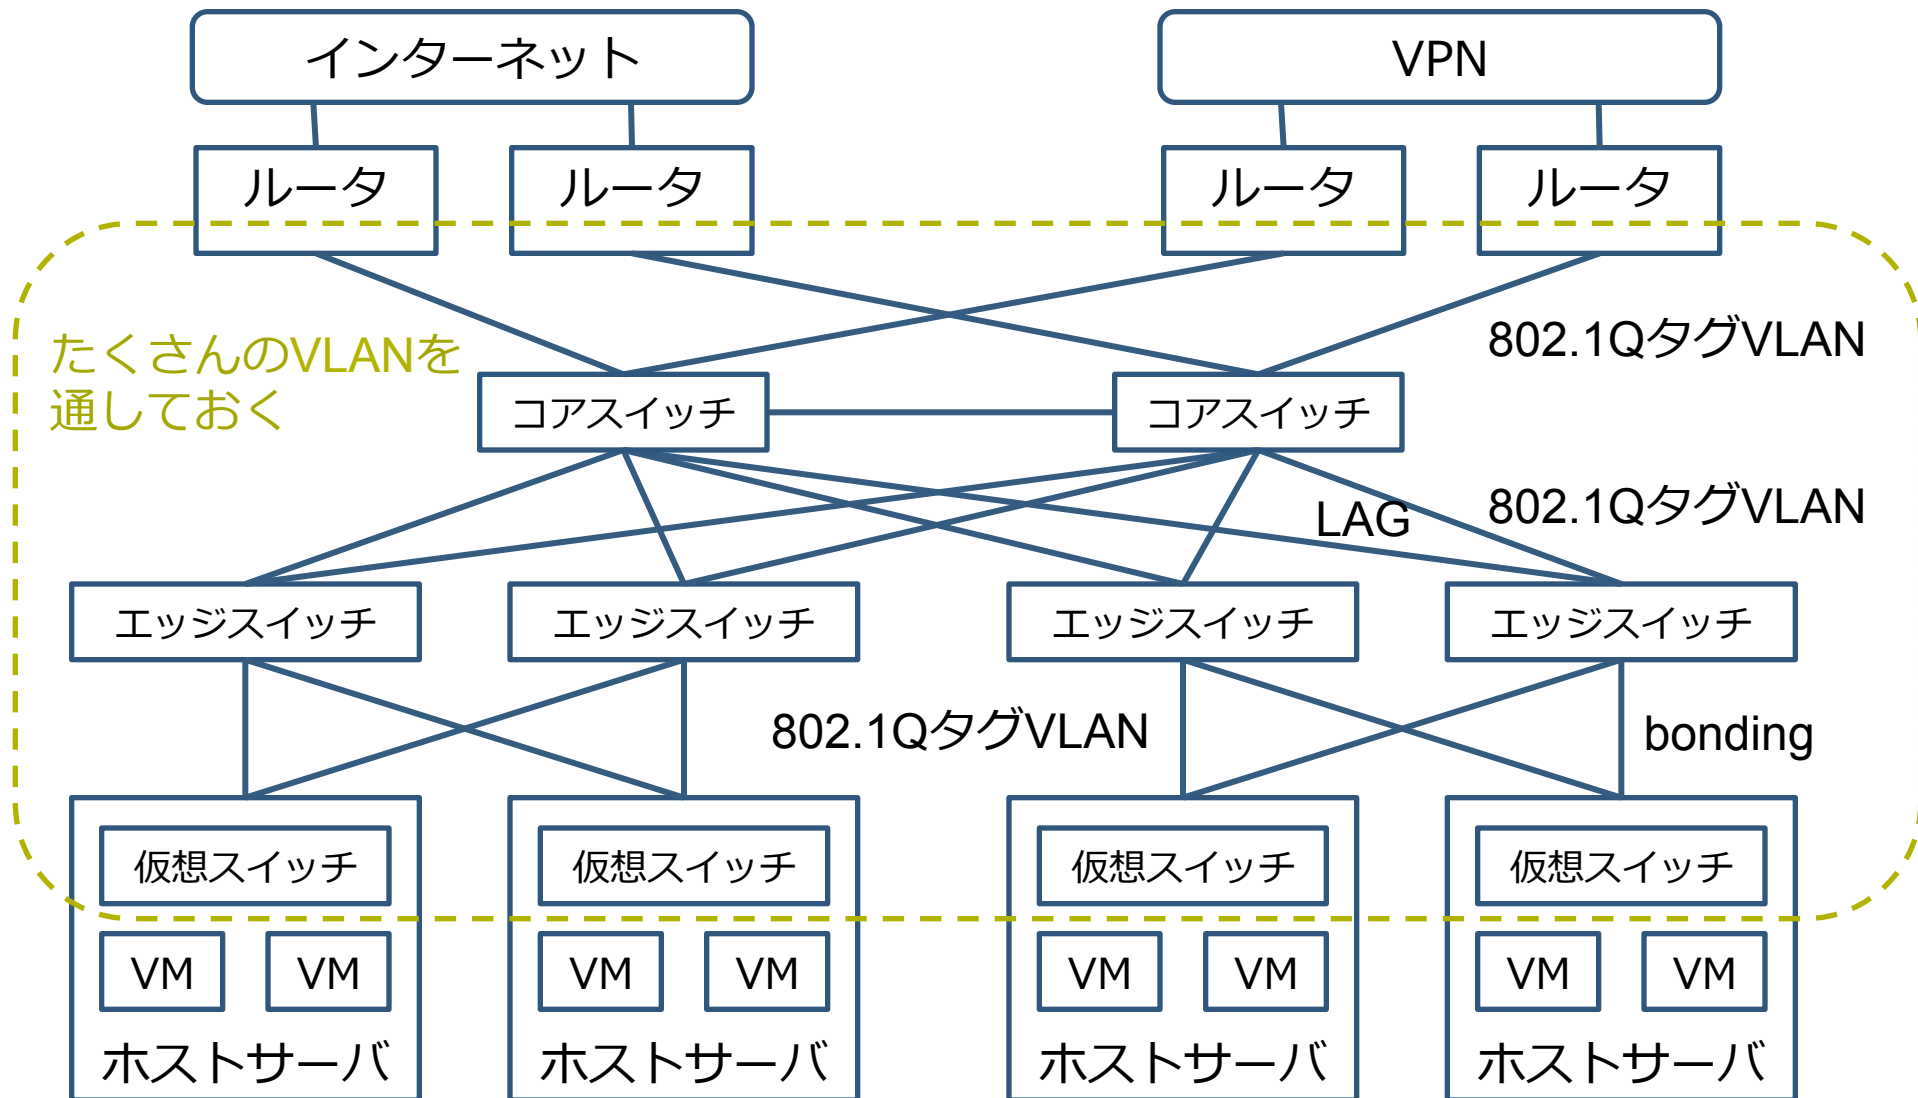 インターネット
VPN
ルータ
ルータ
ルータ
ルータ
802.1QタグVLAN
たくさんのVLANを
通しておく
コアスイッチ
コアスイッチ
LAG
802.1QタグVLAN
エッジスイッチ
エッジスイッチ
エッジスイッチ
エッジスイッチ
802.1QタグVLAN
bonding
仮想スイッチ
仮想スイッチ
仮想スイッチ
仮想スイッチ
VM
VM
VM
VM
VM
VM
VM
VM
ホストサーバ
ホストサーバ
ホストサーバ
ホストサーバ